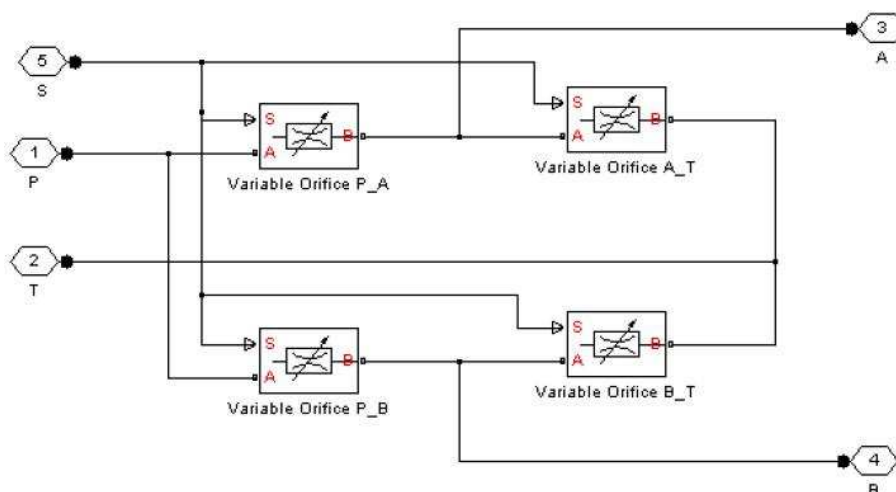 3
A
5
S
S
A
B
Variable Orifice P_A
S
A
B
Variable Orifice A_T
1
P
2
T
S
A
B
Variable Orifice P_B
S
A
B
Variable Orifice B_T
4
B